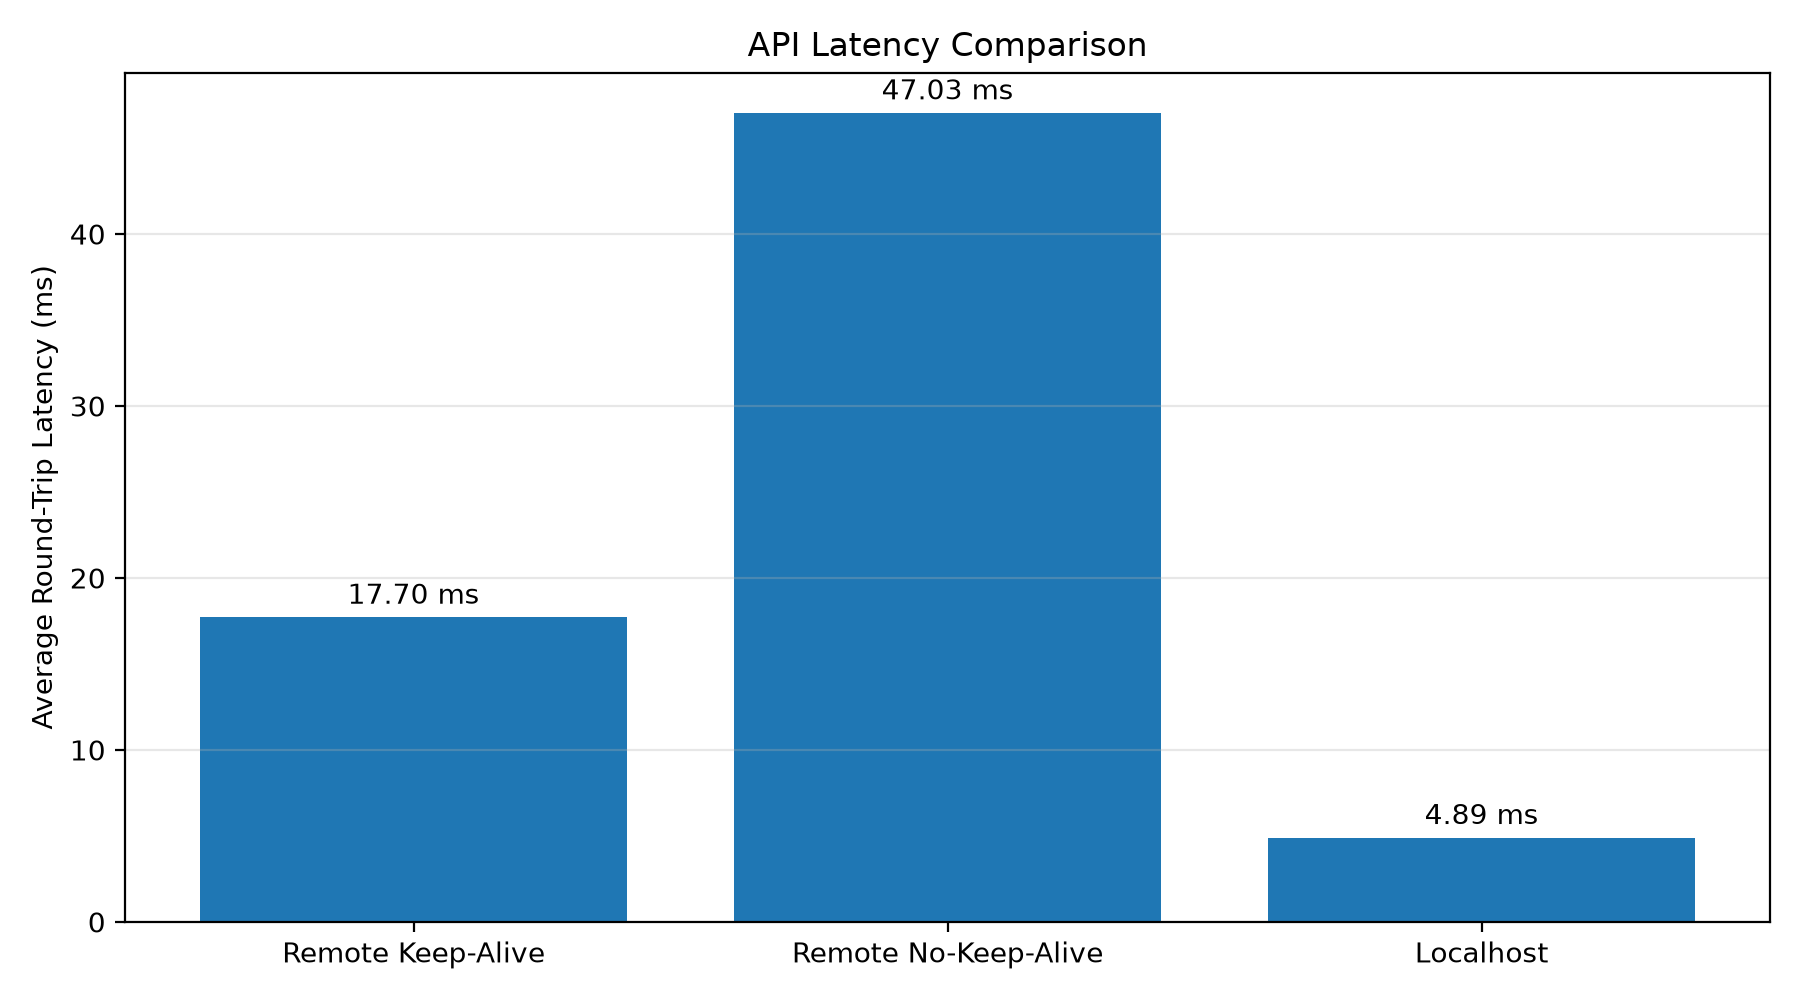 API Latency Comparison
47.03 ms
17.70 ms
4.89 ms
Average Round-Trip Latency (ms)
40
30
20
10
0
Remote Keep-Alive
Remote No-Keep-Alive
Localhost